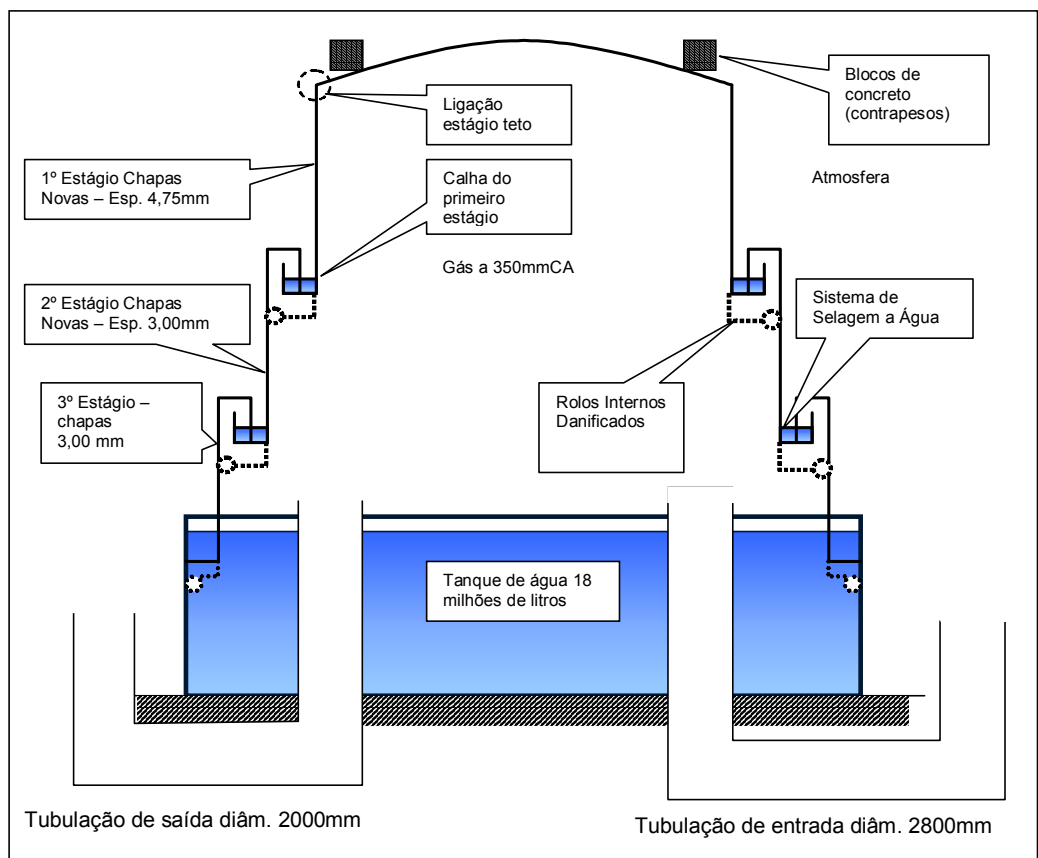 Blocos de
concreto
(contrapesos)
Ligação
estágio teto
1º Estágio Chapas
Novas – Esp. 4,75mm
Atmosfera
Calha do
primeiro
estágio
Gás a 350mmCA
2º Estágio Chapas
Novas – Esp. 3,00mm
Sistema de
Selagem a Água
3º Estágio –
chapas
3,00 mm
Rolos Internos
Danificados
Tanque de água 18
milhões de litros
Tubulação de saída diâm. 2000mm
Tubulação de entrada diâm. 2800mm